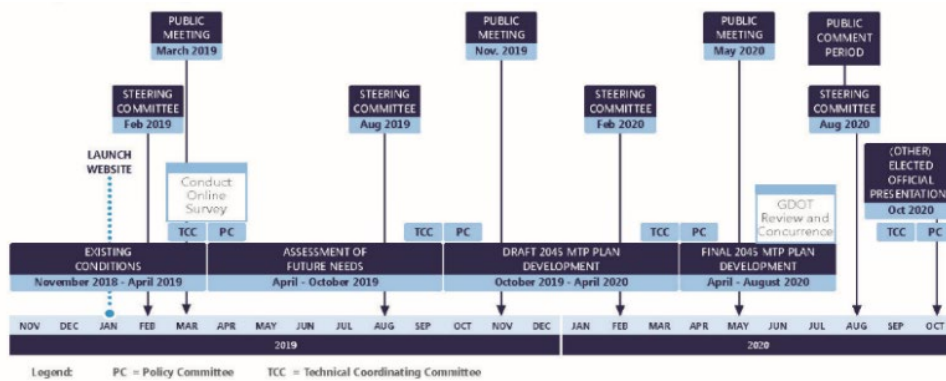 PUBLIC
MEETING
March 2019
PUBLIC
MEETING
Nov. 2019
PUBLIC
MEETING
May 2020
PUBLIC
COMMENT
PERIOD
STEERING
COMMITTEE
Feb 2019
STEERING
COMMITTEE
Aug 2019
STEERING
COMMITTEE
Feb 2020
STEERING
COMMITTEE
Aug 2020
LAUNCH
WEBSITE
Conduct
Online
Survey
GDOT
Review and
Concurrence
(OTHER)
ELECTED
OFFICIAL
PRESENTATION
Oct 2020
TCC PC
TCC PC
TCC PC
TCC PC
EXISTING
CONDITIONS
November 2018 - April 2019
ASSESSMENT OF
FUTURE NEEDS
April - October 2019
DRAFT 2045 MTP PLAN
DEVELOPMENT
October 2019 - April 2020
FINAL 2045 MTP PLAN
DEVELOPMENT
April - August 2020
NOV DEC JAN FEB MAR APR MAY JUN JUL AUG SEP OCT NOV DEC JAN FEB MAR APR MAY JUN JUL AUG SEP OCT
2019 2020
Legend: PC = Policy Committee TCC = Technical Coordinating Committee